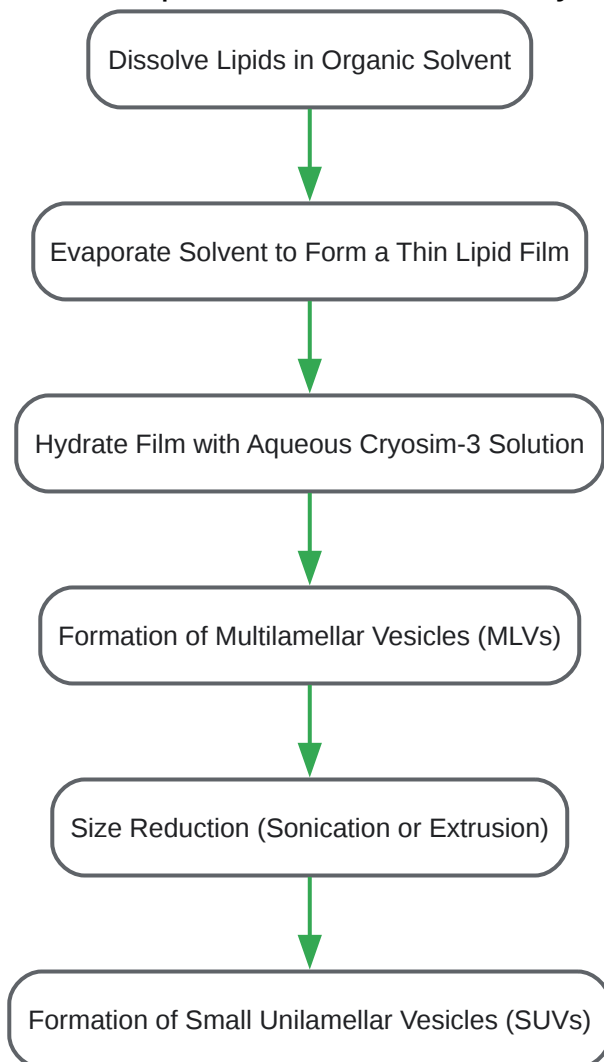 Dissolve Lipids in Organic Solvent
Evaporate Solvent to Form a Thin Lipid Film
Hydrate Film with Aqueous Cryosim-3 Solution
Formation of Multilamellar Vesicles (MLVs)
Size Reduction (Sonication or Extrusion)
Formation of Small Unilamellar Vesicles (SUVs)